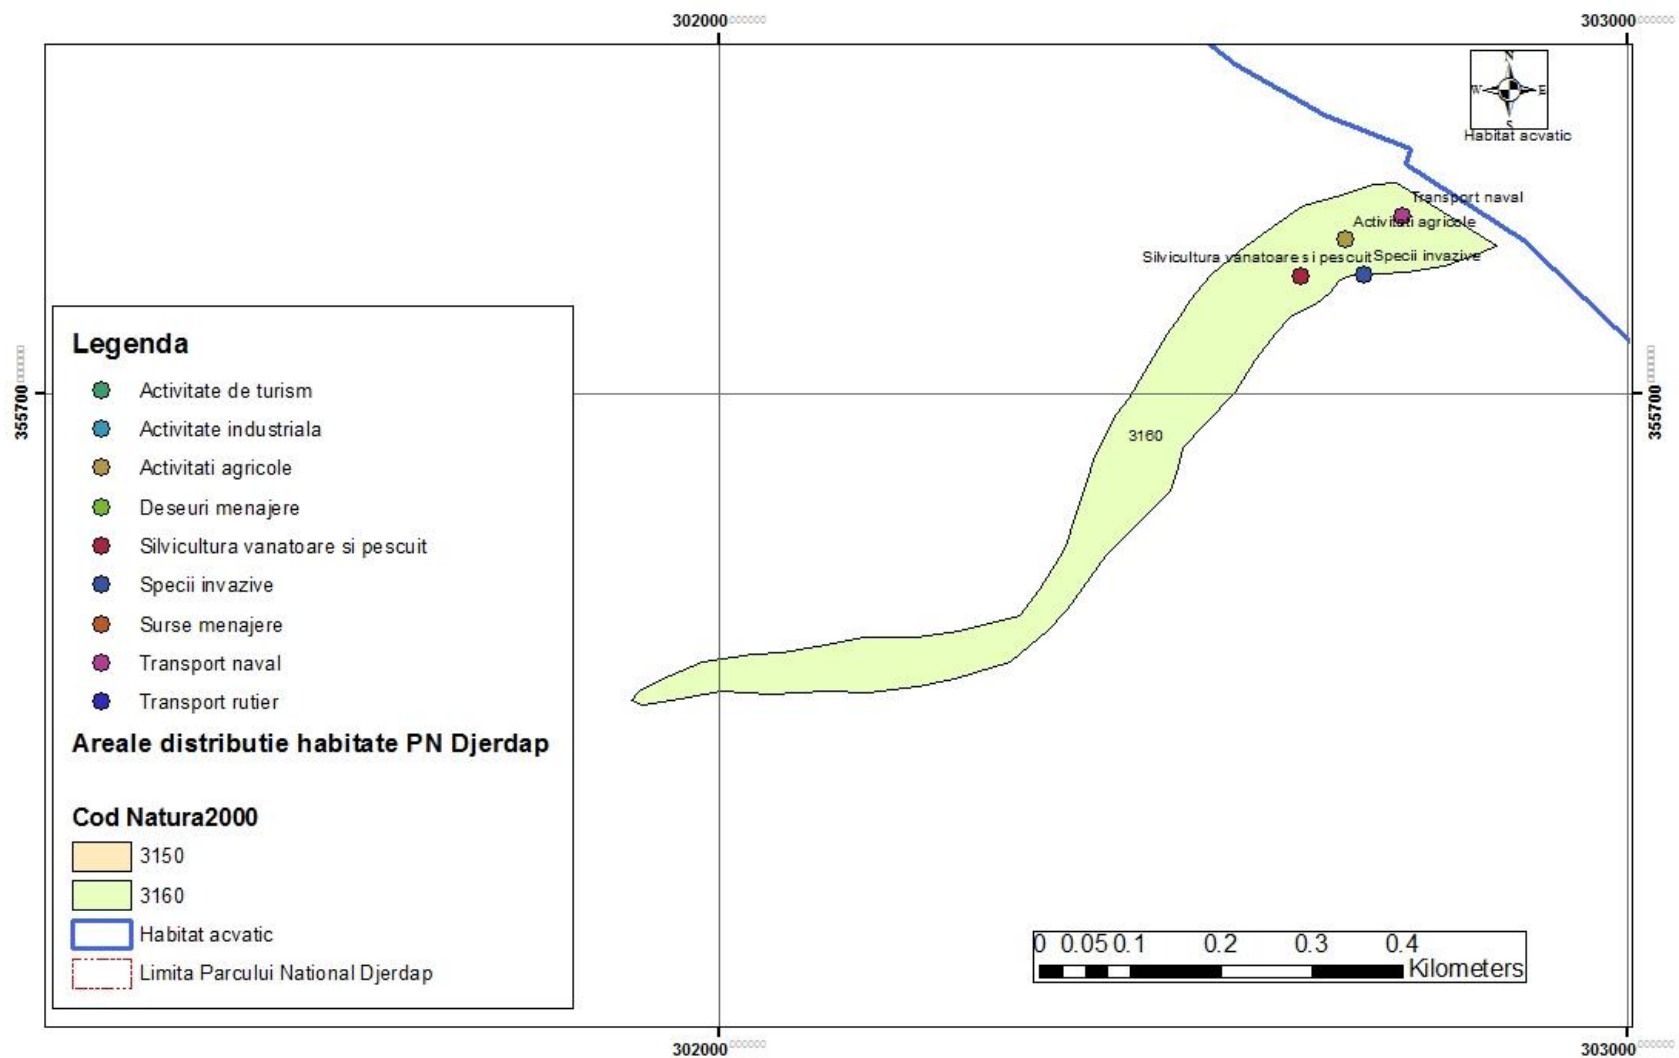 302000
303000
N
W E
S
Habitat acvatic
Transport naval
Activitati agricole
Silvicultura vanatoare si pescuit
Specii invazive
355700
355700
3160
Legenda
Activitate de turism
Activitate industriala
Activitati agricole
Deseuri menajere
Silvicultura vanatoare si pescuit
Specii invazive
Surse menajere
Transport naval
Transport rutier
Areale distributie habitate PN Djerdap
Cod Natura2000
3150
3160
Habitat acvatic
Limita Parcului National Djerdap
0 0.05 0.1 0.2 0.3 0.4
Kilometers
302000
303000